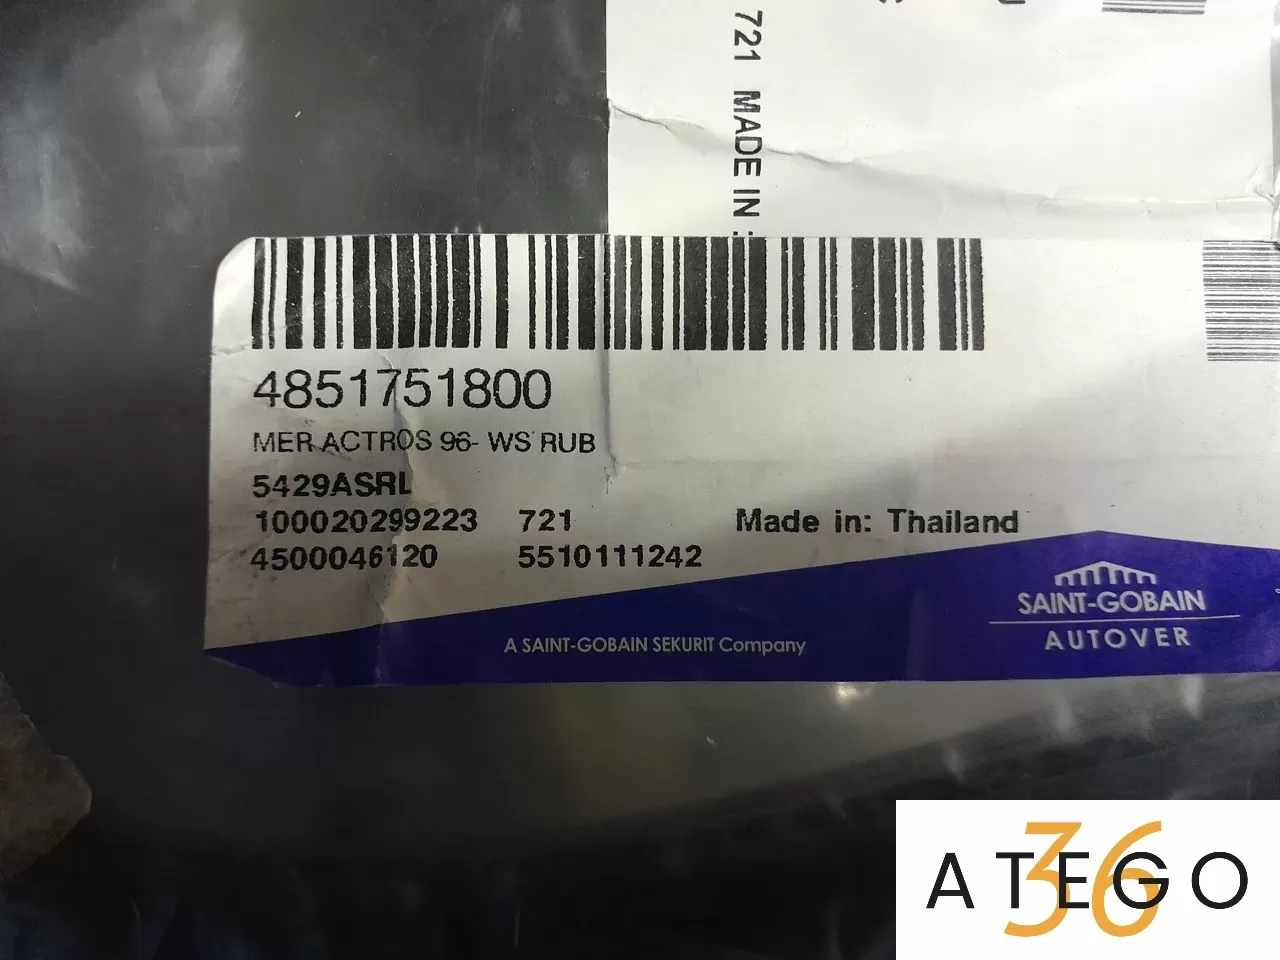 721 MADE IN :
4851751800
MER ACTROS 96- WS RUB
5429ASRL
100020299223 721 Made in: Thailand
4500046120 5510111242
SAINT-GOBAIN
AUTOVER
A SAINT-GOBAIN SEKURIT Company
ATEGO
36